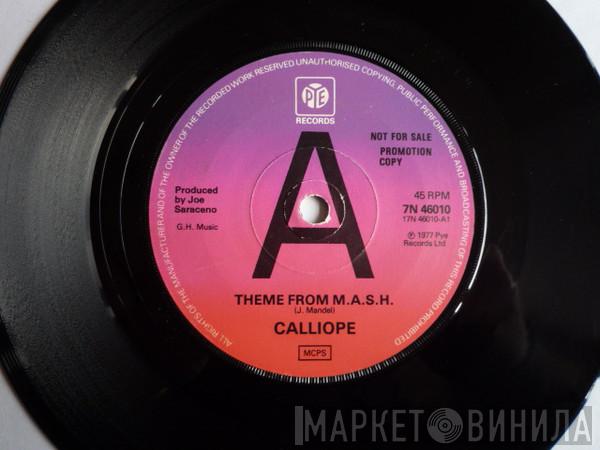 ALL RIGHTS OF THE MANUFACTURER AND OF THE OWNER OF THE RECORDED WORK RESERVED UNAUTHORISED COPYING, PUBLIC PERFORMANCE AND BROADCASTING OF THIS RECORD PROHIBITED
PYE
RECORDS
A
NOT FOR SALE
PROMOTION
COPY
Produced
by Joe
Saraceno
G.H. Music
45 RPM
7N 46010
17N 46010-A1
℗ 1977 Pye
Records Ltd
THEME FROM M.A.S.H.
(J. Mandel)
CALLIOPE
MCPS
МАРКЕТ ВИНИЛА